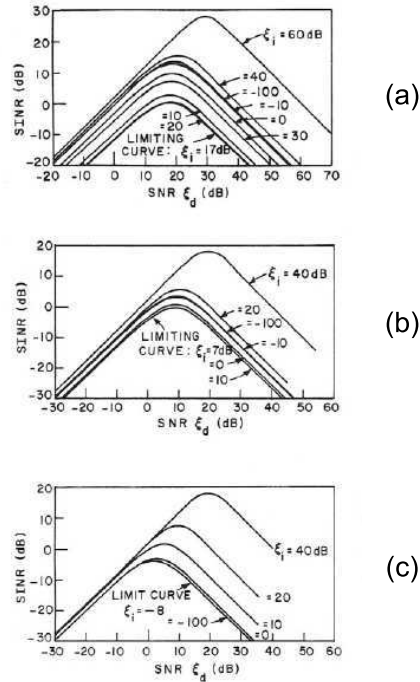 30
20
10
0
-10
-20
SINR (dB)
ξi = 60 dB
= 40
= -100
= -10
= 0
= 30
= 10
= 20
LIMITING
CURVE: ξi = 17dB
-20 -10 0 10 20 30 40 50 60 70
SNR ξd (dB)
(a)
20
10
0
-10
-20
-30
SINR (dB)
ξi = 40 dB
= 20
= -100
= -10
LIMITING
CURVE: ξi = 7dB
= 0
10
-30 -20 -10 0 10 20 30 40 50 60
SNR ξd (dB)
(b)
20
10
0
-10
-20
-30
SINR (dB)
ξi = 40 dB
= 20
= 10
LIMIT CURVE
ξi = -8
= -100
= 0
-30 -20 -10 0 10 20 30 40 50 60
SNR ξd (dB)
(c)